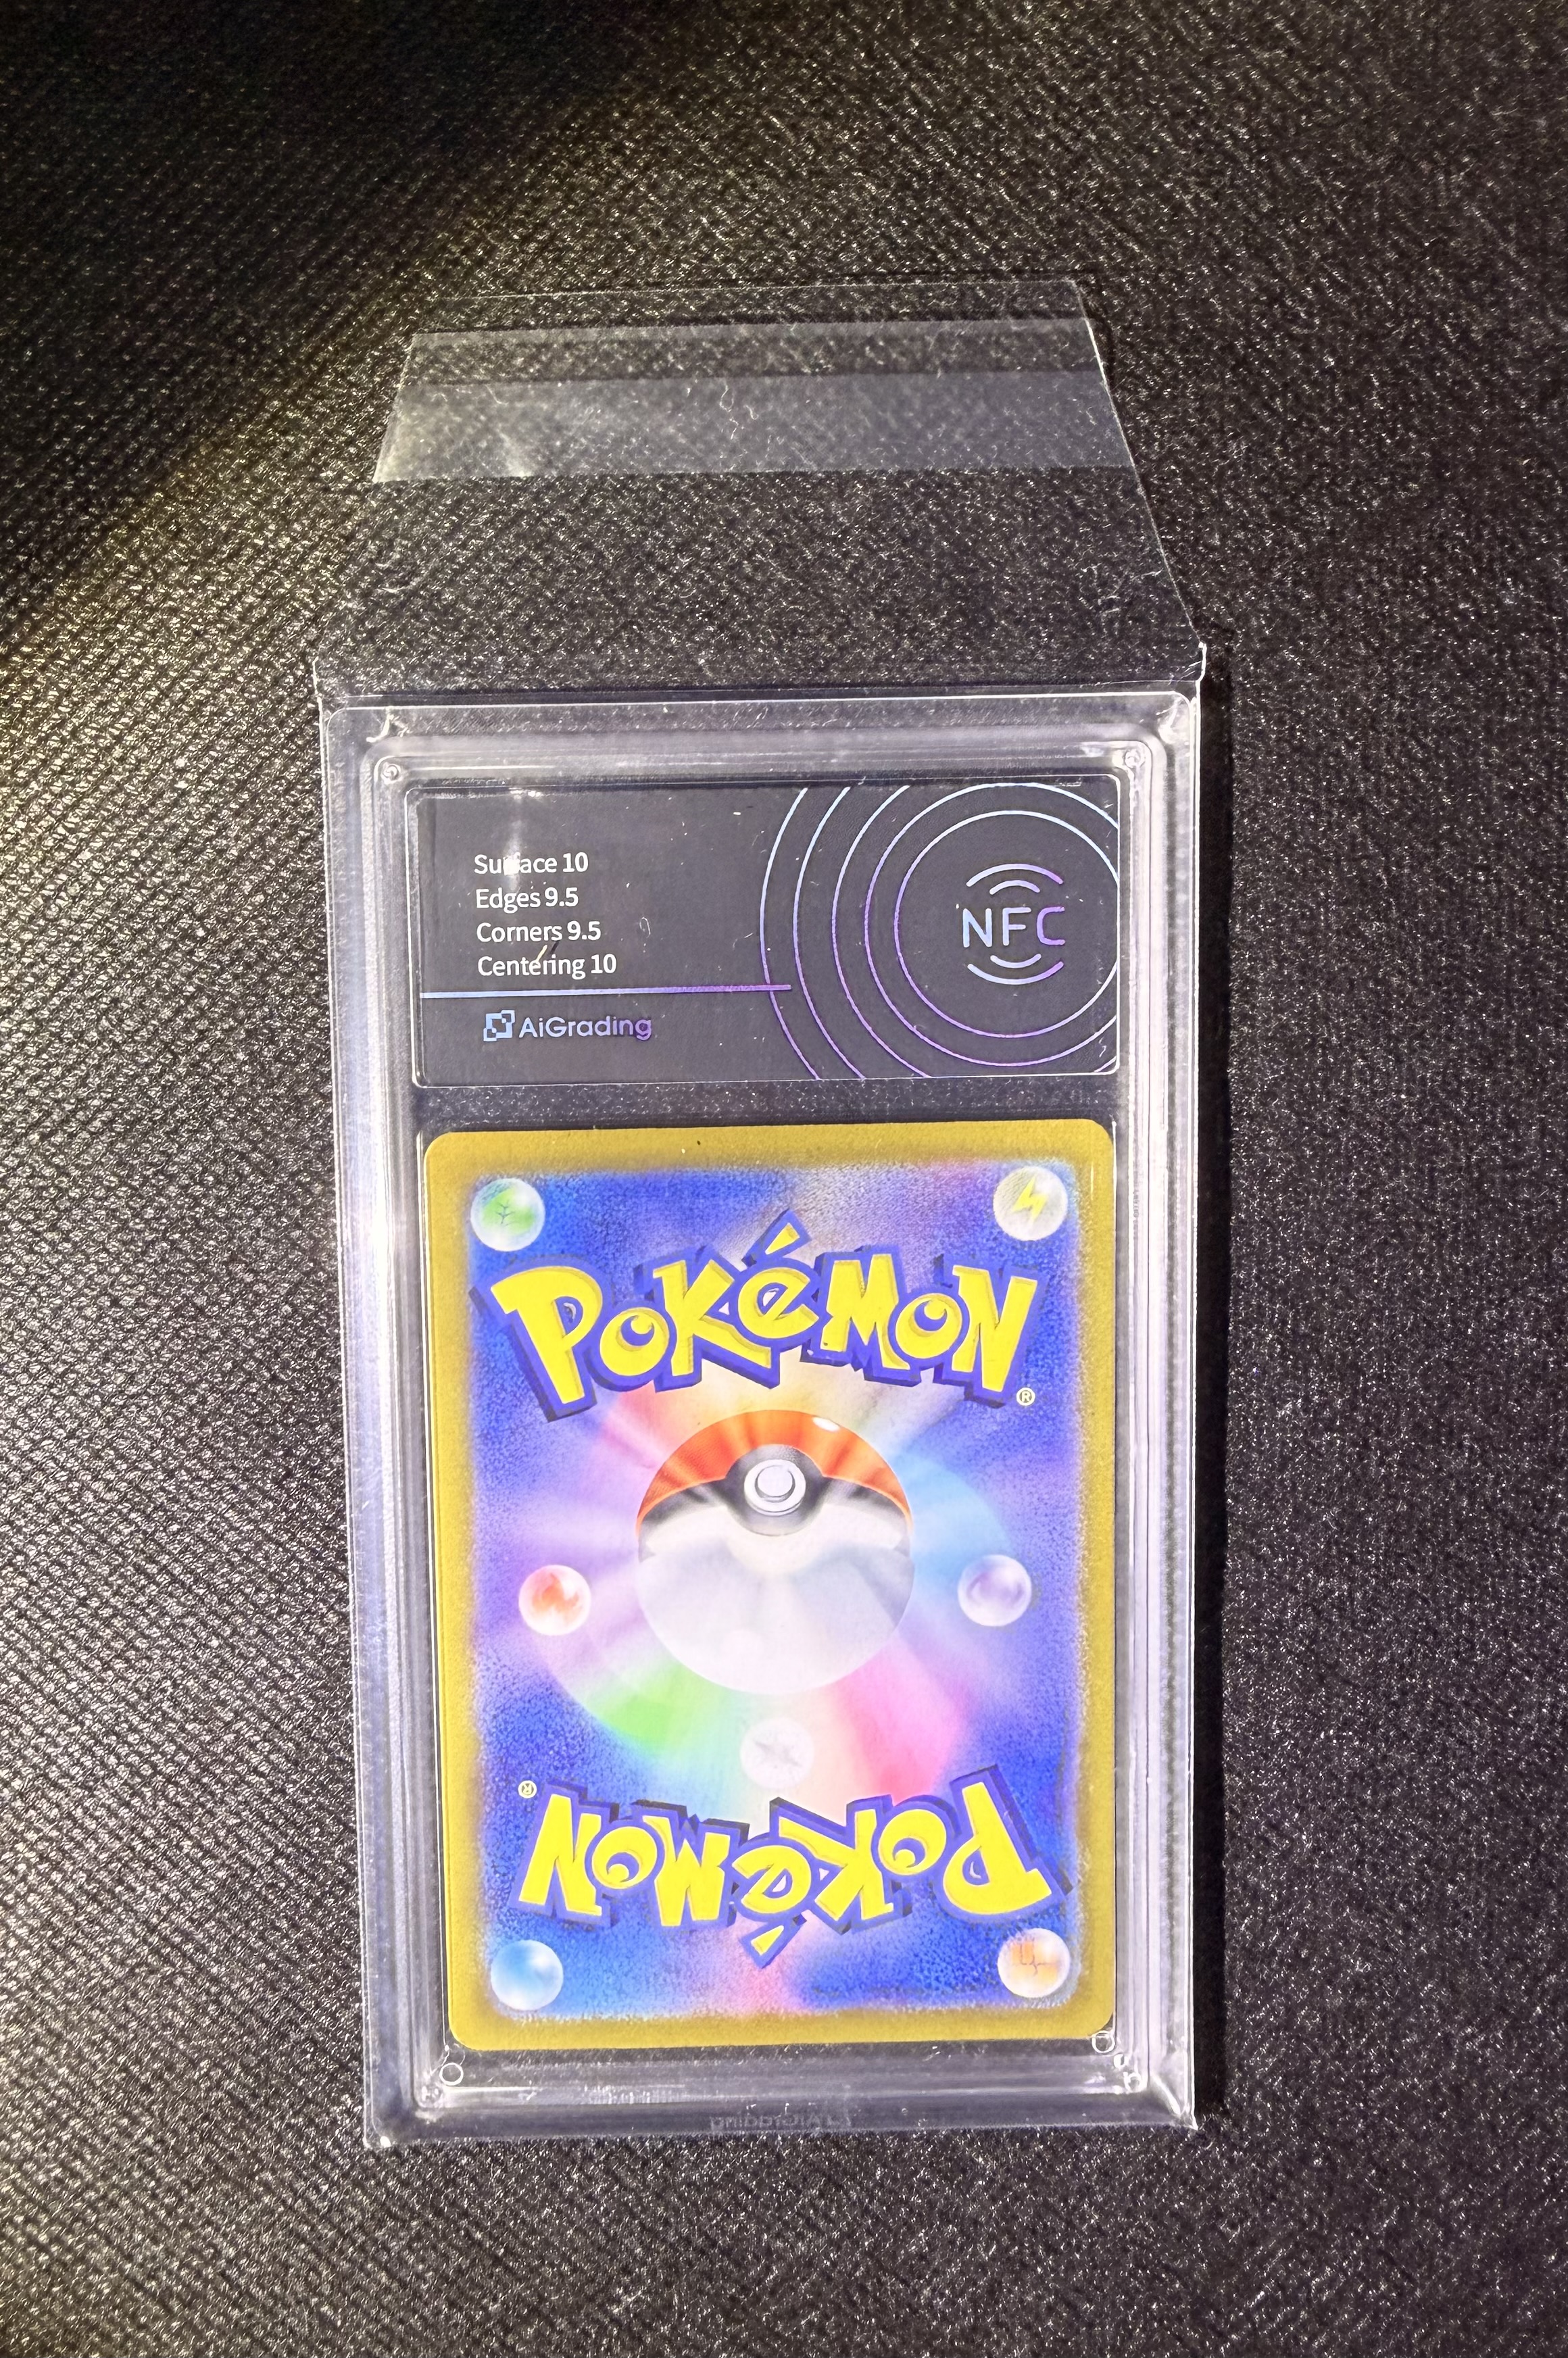 Surface 10
Edges 9.5
Corners 9.5
Centering 10
NFC
AiGrading
POKéMON
®
®
POKéMON